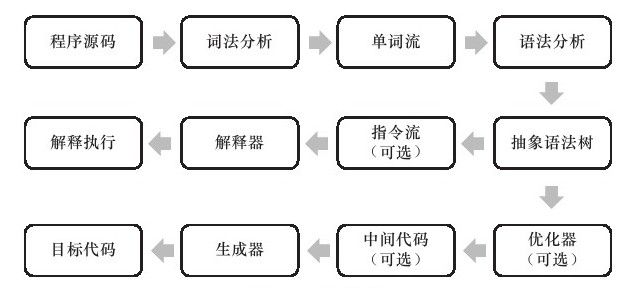 程序源码
词法分析
单词流
语法分析
解释执行
解释器
指令流
（可选）
抽象语法树
目标代码
生成器
中间代码
（可选）
优化器
（可选）